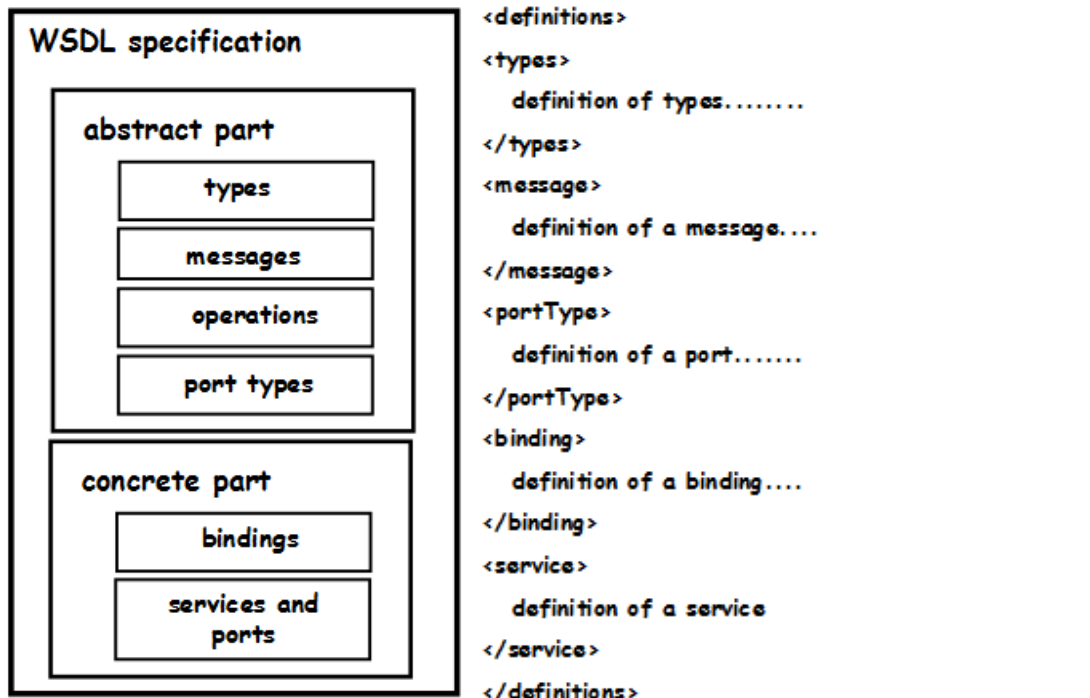 WSDL specification
abstract part
types
messages
operations
port types
concrete part
bindings
services and
ports
<definitions>
<types>
definition of types........
</types>
<message>
definition of a message....
</message>
<portType>
definition of a port.......
</portType>
<binding>
definition of a binding....
</binding>
<service>
definition of a service
</service>
</definitions>